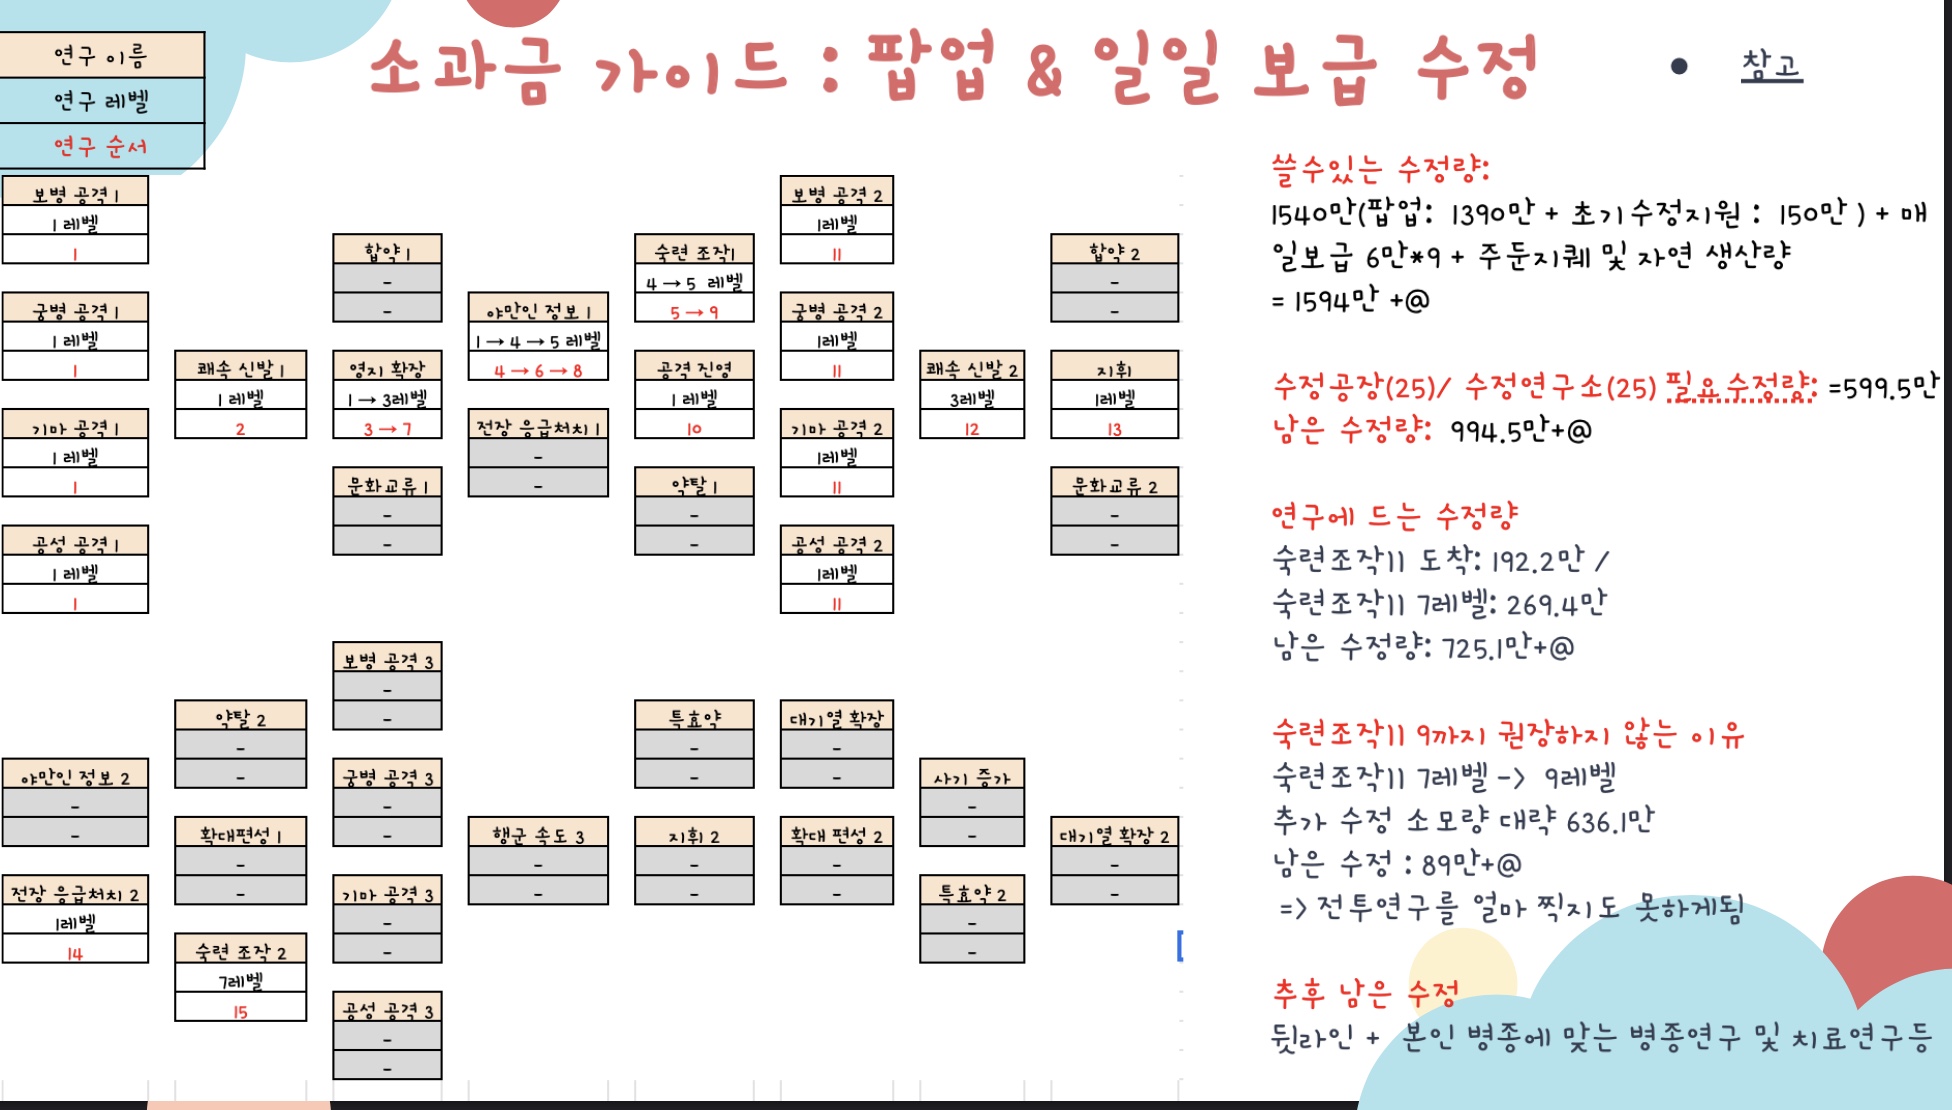 연구 이름
연구 레벨
연구 순서
소과금 가이드 : 팝업 & 일일 보급 수정
• 참고
보병 공격 1
1 레벨
1
궁병 공격 1
1 레벨
1
기마 공격 1
1 레벨
1
공성 공격 1
1 레벨
1
쾌속 신발 1
1 레벨
2
합약 1
-
-
영지 확장
1 → 3레벨
3 → 7
문화교류 1
-
-
야만인 정보 1
1 → 4 → 5 레벨
4 → 6 → 8
전장 응급처치 1
-
-
숙련 조작1
4 → 5 레벨
5 → 9
공격 진영
1 레벨
10
약탈 1
-
-
보병 공격 2
1레벨
11
궁병 공격 2
1레벨
11
기마 공격 2
1레벨
11
공성 공격 2
1레벨
11
쾌속 신발 2
3레벨
12
합약 2
-
-
지휘
1레벨
13
문화교류 2
-
-
야만인 정보 2
-
-
전장 응급처치 2
1레벨
14
약탈 2
-
-
확대편성 1
-
-
숙련 조작 2
7레벨
15
보병 공격 3
-
-
궁병 공격 3
-
-
기마 공격 3
-
-
공성 공격 3
-
-
행군 속도 3
-
-
특효약
-
-
지휘 2
-
-
대기열 확장
-
-
확대 편성 2
-
-
사기 증가
-
-
특효약 2
-
-
대기열 확장 2
-
-
쓸수있는 수정량:
1540만(팝업: 1390만 + 초기수정지원 : 150만 ) + 매
일보급 6만*9 + 주둔지퀘 및 자연 생산량
= 1594만 +@
수정공장(25)/ 수정연구소(25) 필요수정량: =599.5만
남은 수정량: 994.5만+@
연구에 드는 수정량
숙련조작II 도착: 192.2만 /
숙련조작II 7레벨: 269.4만
남은 수정량: 725.1만+@
숙련조작II 9까지 권장하지 않는 이유
숙련조작II 7레벨 -> 9레벨
추가 수정 소모량 대략 636.1만
남은 수정 : 89만+@
=> 전투연구를 얼마 찍지도 못하게됨
추후 남은 수정
뒷라인 + 본인 병종에 맞는 병종연구 및 치료연구등